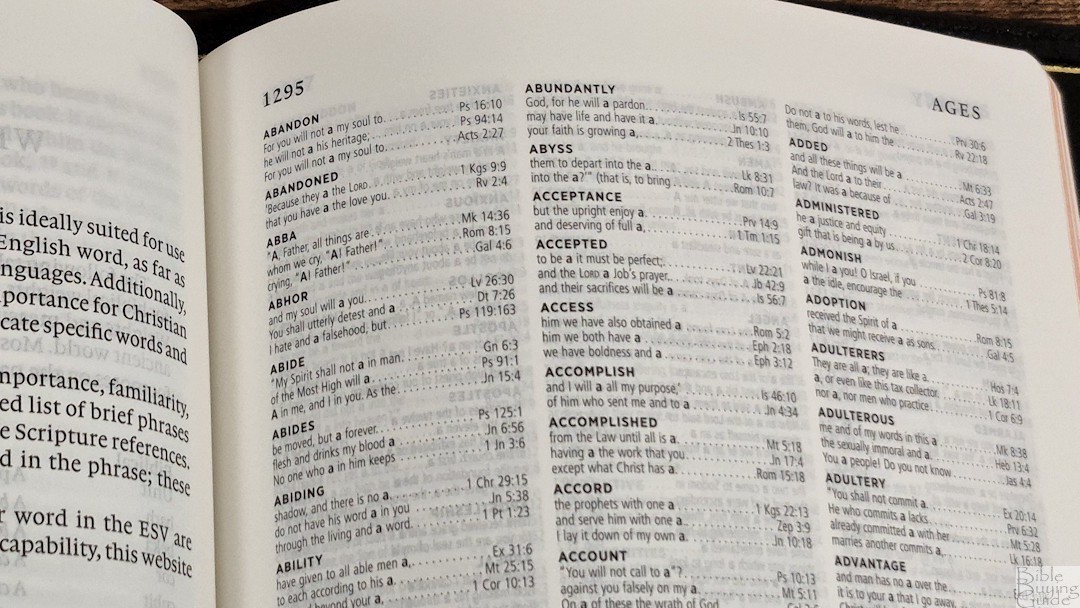 is ideally suited for use
English word, as far as
nguages. Additionally,
portance for Christian
cate specific words and
mportance, familiarity,
ed list of brief phrases
e Scripture references.
d in the phrase; these
r word in the ESV are
capability, this website
1295
ABANDON
For you will not a my soul to Ps 16:10
he will not a his heritage; Ps 94:14
For you will not a my soul to Acts 2:27
ABANDONED
'Because they a the LORD 1 Kgs 9:9
that you have a the love you Rv 2:4
ABBA
"A, Father, all things are Mk 14:36
whom we cry, "A! Father!" Rom 8:15
crying, "A! Father!" Gal 4:6
ABHOR
and my soul will a you Lv 26:30
You shall utterly detest and a Dt 7:26
I hate and a falsehood, but Ps 119:163
ABIDE
"My Spirit shall not a in man. Gn 6:3
of the Most High will a Ps 91:1
A in me, and I in you. As the Jn 15:4
ABIDES
be moved, but a forever. Ps 125:1
flesh and drinks my blood a Jn 6:56
No one who a in him keeps 1 Jn 3:6
ABIDING
shadow, and there is no a. 1 Chr 29:15
do not have his word a in you Jn 5:38
through the living and a word. 1 Pt 1:23
ABILITY
have given to all able men a, Ex 31:6
to each according to his a. Mt 25:15
beyond your a, 1 Cor 10:13
ABUNDANTLY
God, for he will a pardon. Is 55:7
may have life and have it a. Jn 10:10
your faith is growing a, 2 Thes 1:3
ABYSS
them to depart into the a. Lk 8:31
into the a?'" (that is, to bring Rom 10:7
ACCEPTANCE
but the upright enjoy a. Prv 14:9
and deserving of full a, 1 Tm 1:15
ACCEPTED
to be a it must be perfect; Lv 22:21
and the LORD a Job's prayer. Jb 42:9
and their sacrifices will be a Is 56:7
ACCESS
him we have also obtained a Rom 5:2
him we both have a Eph 2:18
we have boldness and a Eph 3:12
ACCOMPLISH
and I will a all my purpose,' Is 46:10
of him who sent me and to a Jn 4:34
ACCOMPLISHED
from the Law until all is a. Mt 5:18
having a the work that you Jn 17:4
except what Christ has a Rom 15:18
ACCORD
the prophets with one a 1 Kgs 22:13
and serve him with one a. Zep 3:9
I lay it down of my own a. Jn 10:18
ACCOUNT
"You will not call to a"? Ps 10:13
against you falsely on my a. Mt 5:11
On a of these the wrath of God
AGES
Do not a to his words, lest he Prv 30:6
them, God will a to him the Rv 22:18
ADDED
and all these things will be a Mt 6:33
And the Lord a to their Acts 2:47
law? It was a because of Gal 3:19
ADMINISTERED
he a justice and equity 1 Chr 18:14
gift that is being a by us 2 Cor 8:20
ADMONISH
while I a you! O Israel, if you Ps 81:8
a the idle, encourage the 1 Thes 5:14
ADOPTION
received the Spirit of a Rom 8:15
that we might receive a as sons. Gal 4:5
ADULTERERS
They are all a; they are like a Hos 7:4
a, or even like this tax collector. Lk 18:11
nor a, nor men who practice 1 Cor 6:9
ADULTEROUS
me and of my words in this a Mk 8:38
the sexually immoral and a. Heb 13:4
You a people! Do you not know Jas 4:4
ADULTERY
"You shall not commit a. Ex 20:14
He who commits a lacks Prv 6:32
already committed a with her Mt 5:28
marries another commits a, Lk 16:18
ADVANTAGE
and man has no a over the
it is to your a that I go away,
Bible
Buying
Guide